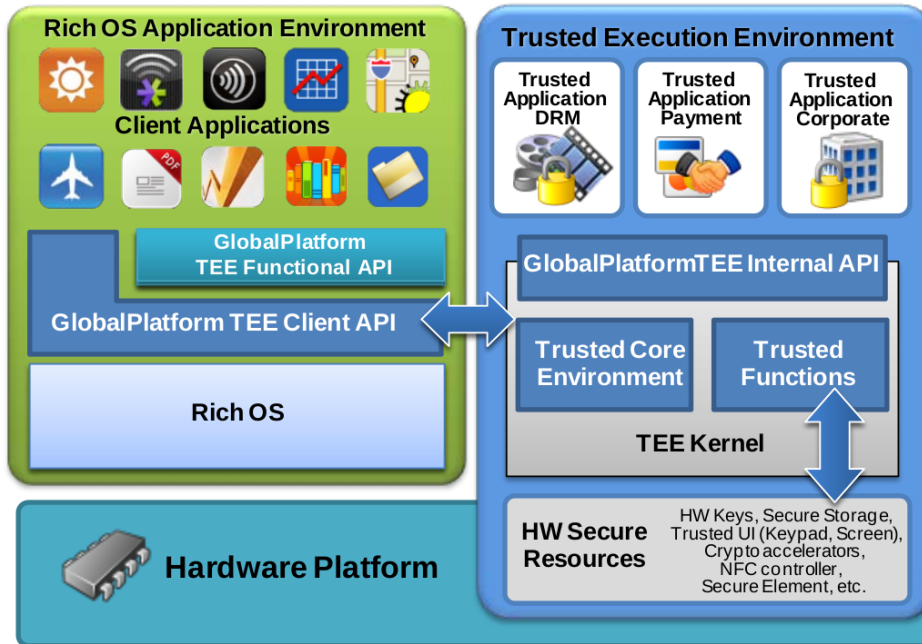 Rich OS Application Environment
Client Applications
PDF
GlobalPlatform
TEE Functional API
GlobalPlatform TEE Client API
Rich OS
Trusted Execution Environment
Trusted
Application
DRM
Trusted
Application
Payment
Trusted
Application
Corporate
GlobalPlatformTEE Internal API
Trusted Core
Environment
Trusted
Functions
TEE Kernel
HW Secure
Resources
HW Keys, Secure Storage,
Trusted UI (Keypad, Screen),
Crypto accelerators,
NFC controller,
Secure Element, etc.
Hardware Platform